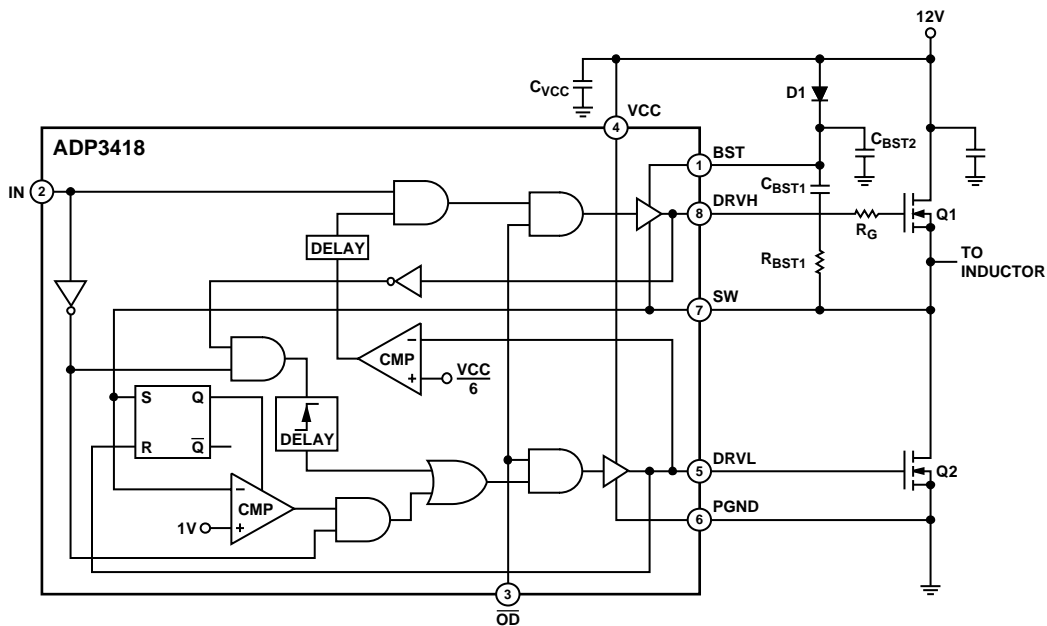 12V
C_VCC
D1
VCC
4
ADP3418
BST
1
C_BST2
IN
2
C_BST1
DRVH
8
Q1
R_G
DELAY
TO
INDUCTOR
R_BST1
SW
7
CMP
−
+
VCC
6
S
Q
R
Q̅
DELAY
DRVL
5
Q2
−
CMP
+
1V
PGND
6
3
O̅D̅